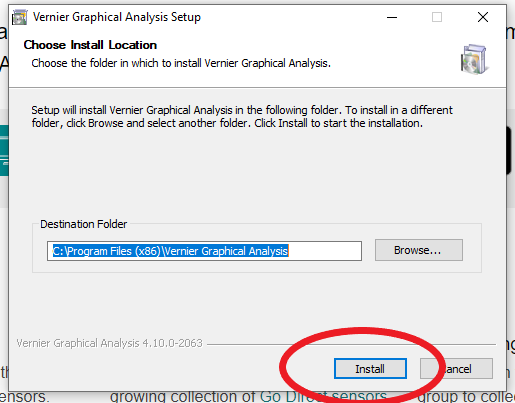 Vernier Graphical Analysis Setup
Choose Install Location
Choose the folder in which to install Vernier Graphical Analysis.
Setup will install Vernier Graphical Analysis in the following folder. To install in a different
folder, click Browse and select another folder. Click Install to start the installation.
Destination Folder
C:\Program Files (x86)\Vernier Graphical Analysis
Browse...
Vernier Graphical Analysis 4.10.0-2063
Install
Cancel
sensors.
growing collection of Go Direct sensors
group to collec